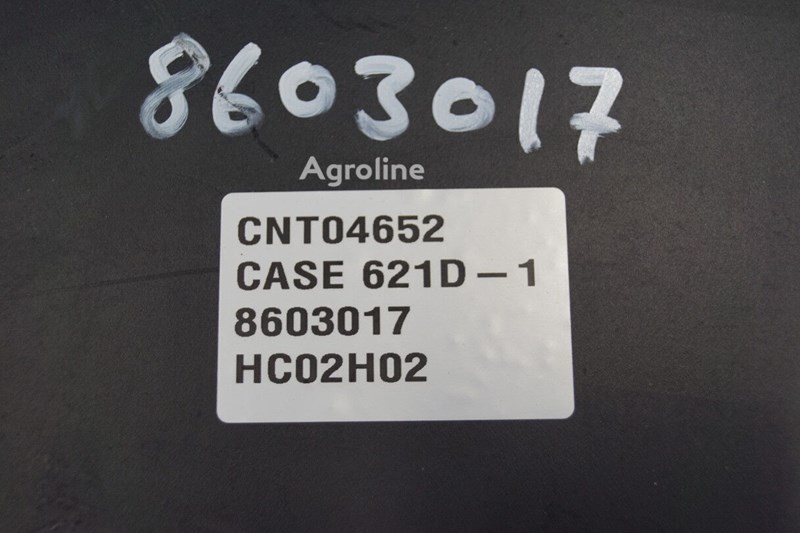 8603017
Agroline
CNT04652
CASE 621D-1
8603017
HC02H02